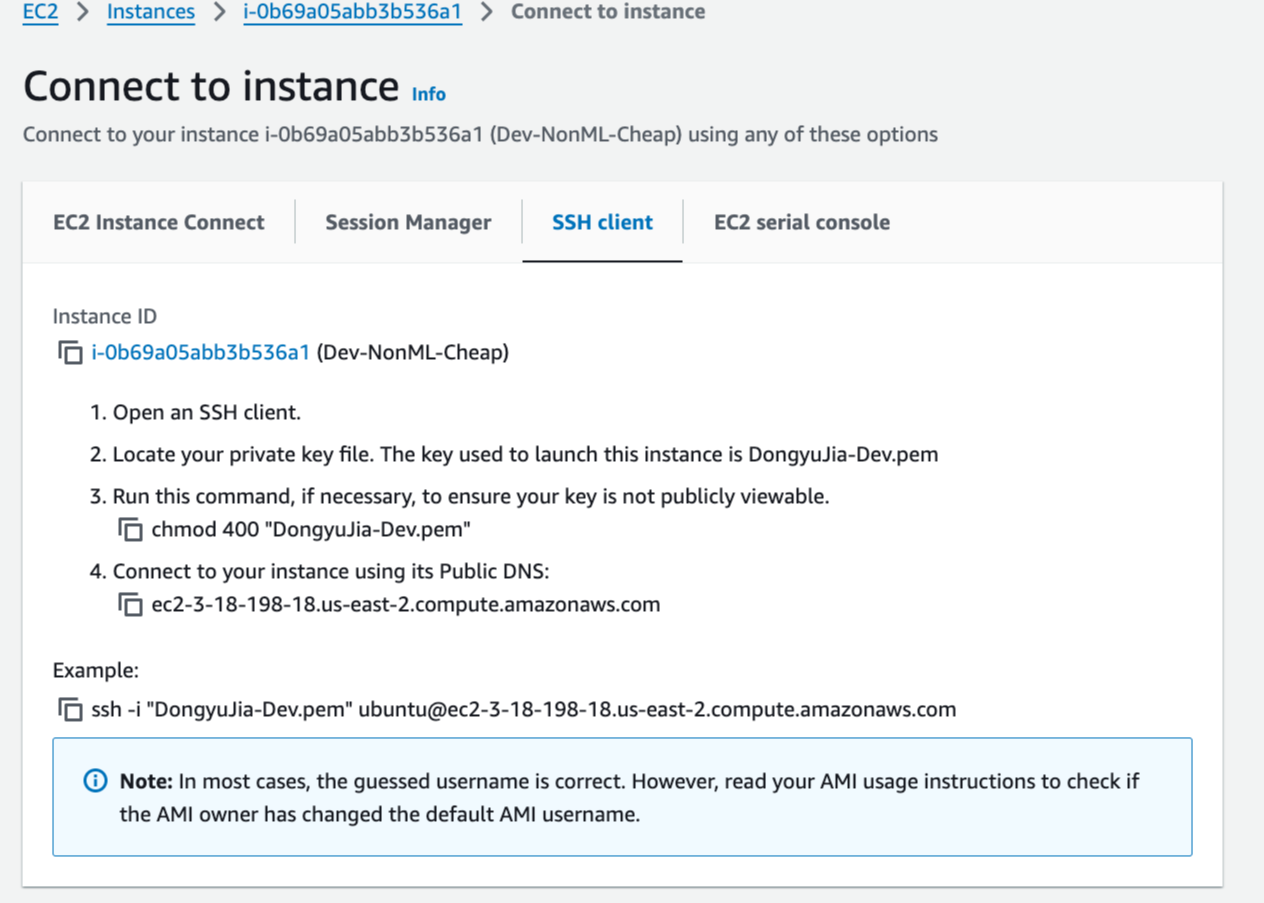 EC2 > Instances > i-0b69a05abb3b536a1 > Connect to instance
Connect to instance Info
Connect to your instance i-0b69a05abb3b536a1 (Dev-NonML-Cheap) using any of these options
EC2 Instance Connect Session Manager SSH client EC2 serial console
Instance ID
i-0b69a05abb3b536a1 (Dev-NonML-Cheap)
1. Open an SSH client.
2. Locate your private key file. The key used to launch this instance is DongyuJia-Dev.pem
3. Run this command, if necessary, to ensure your key is not publicly viewable.
chmod 400 "DongyuJia-Dev.pem"
4. Connect to your instance using its Public DNS:
ec2-3-18-198-18.us-east-2.compute.amazonaws.com
Example:
ssh -i "DongyuJia-Dev.pem" ubuntu@ec2-3-18-198-18.us-east-2.compute.amazonaws.com
Note: In most cases, the guessed username is correct. However, read your AMI usage instructions to check if
the AMI owner has changed the default AMI username.